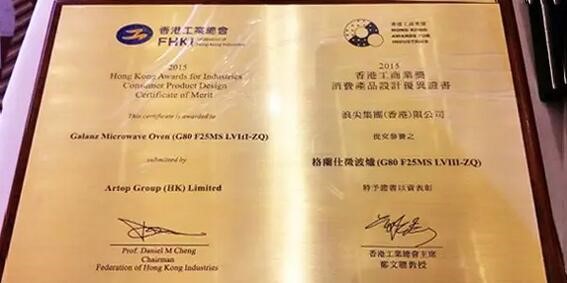 香港工業總會
FHKI Federation of Hong Kong Industries
2015
Hong Kong Awards for Industries
Consumer Product Design
Certificate of Merit
This certificate is awarded to
Galanz Microwave Oven (G80 F25MS LVIII-ZQ)
submitted by
Artop Group (HK) Limited
Prof. Daniel M Cheng
Chairman
Federation of Hong Kong Industries
香港工商業獎
HONG KONG
AWARDS FOR
INDUSTRIES
2015
香港工商業獎
消費產品設計優異證書
浪尖集團(香港)有限公司
提交參賽之
格蘭仕微波爐(G80 F25MS LVIII-ZQ)
特予證書以資表彰
香港工業總會主席
鄭文聰教授